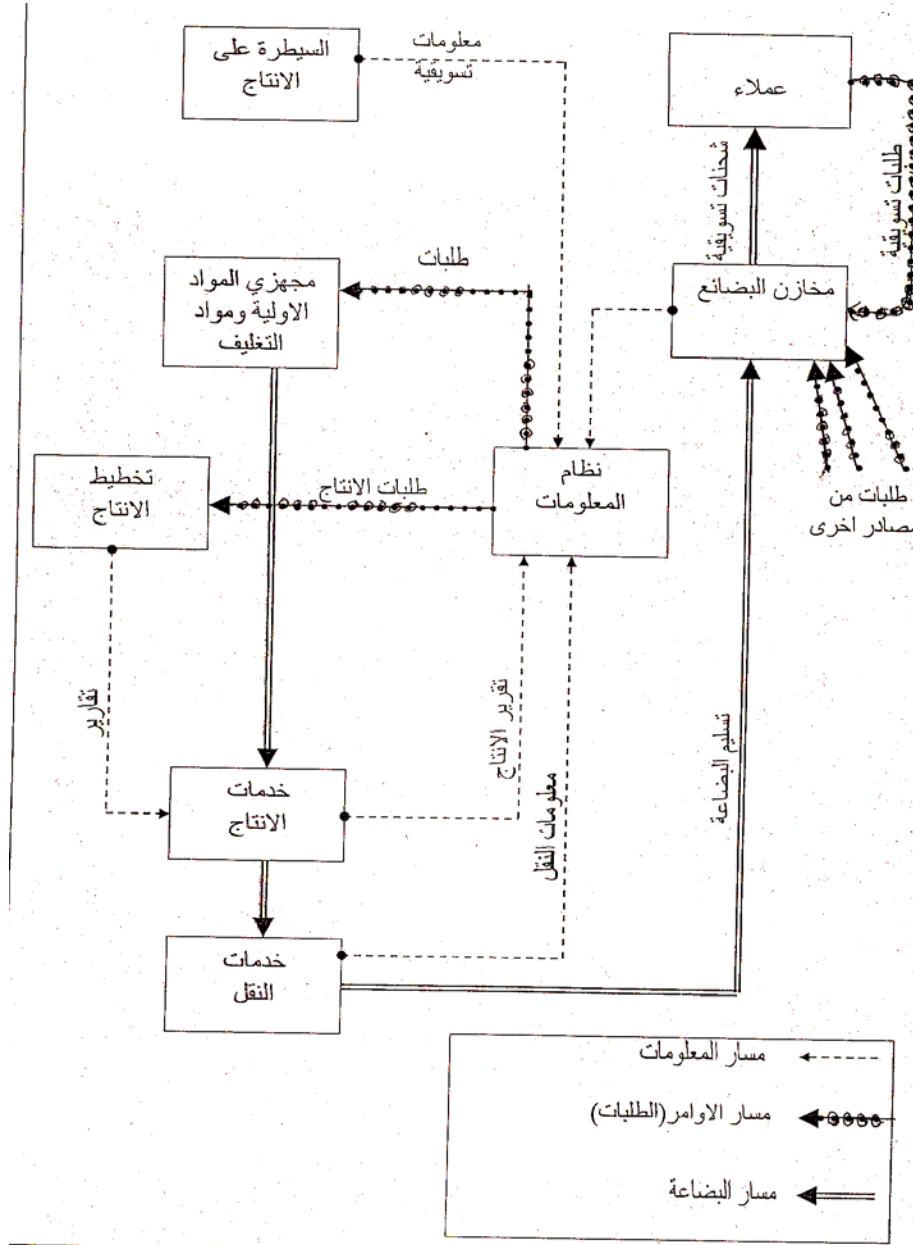 السيطرة على
الانتاج
معلومات
تسويقية
عملاء
شحنات تسويقية
طلبات تسويقية
طلبات
مجهزي المواد
الاولية ومواد
التغليف
مخازن البضائع
نظام
المعلومات
طلبات الانتاج
تخطيط
الانتاج
طلبات من
مصادر اخرى
تقارير
تقرير الانتاج
معلومات النقل
تسليم البضاعة
خدمات
الانتاج
خدمات
النقل
مسار المعلومات
مسار الاوامر(الطلبات)
مسار البضاعة